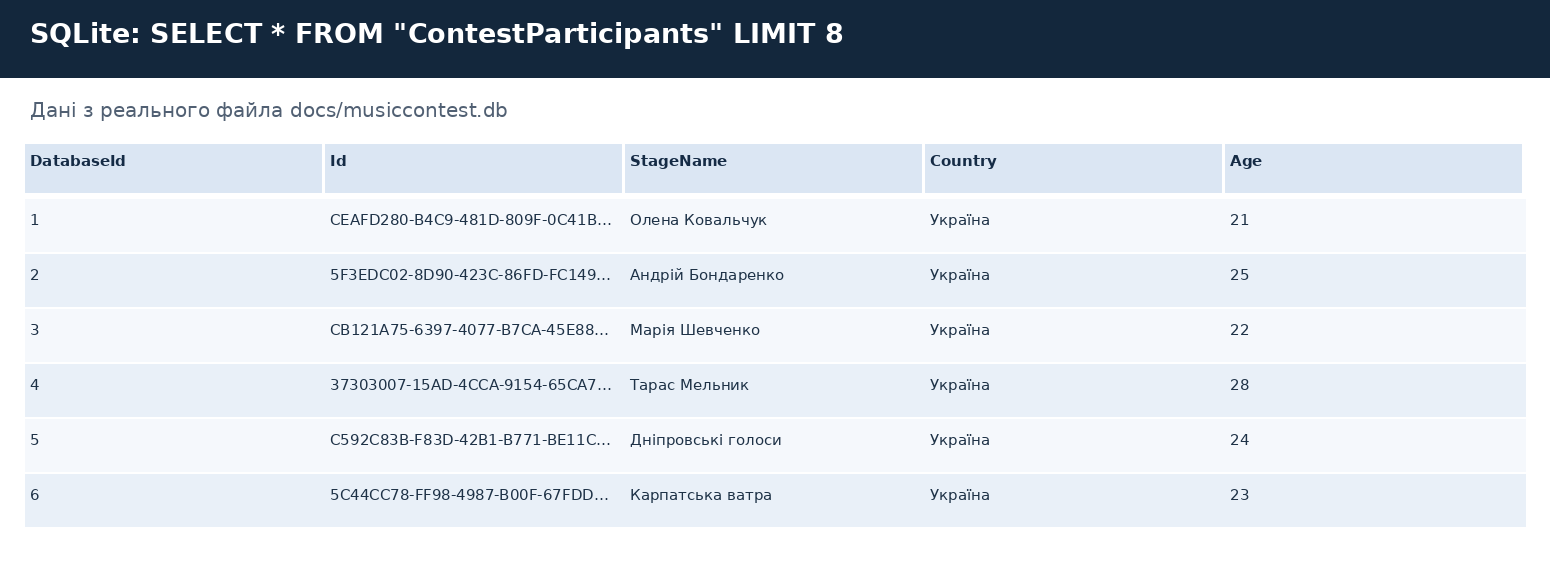 SQLite: SELECT * FROM "ContestParticipants" LIMIT 8
Дані з реального файла docs/musiccontest.db
DatabaseId Id StageName Country Age
1 CEAFD280-B4C9-481D-809F-0C41B... Олена Ковальчук Україна 21
2 5F3EDC02-8D90-423C-86FD-FC149... Андрій Бондаренко Україна 25
3 CB121A75-6397-4077-B7CA-45E88... Марія Шевченко Україна 22
4 37303007-15AD-4CCA-9154-65CA7... Тарас Мельник Україна 28
5 C592C83B-F83D-42B1-B771-BE11C... Дніпровські голоси Україна 24
6 5C44CC78-FF98-4987-B00F-67FDD... Карпатська ватра Україна 23